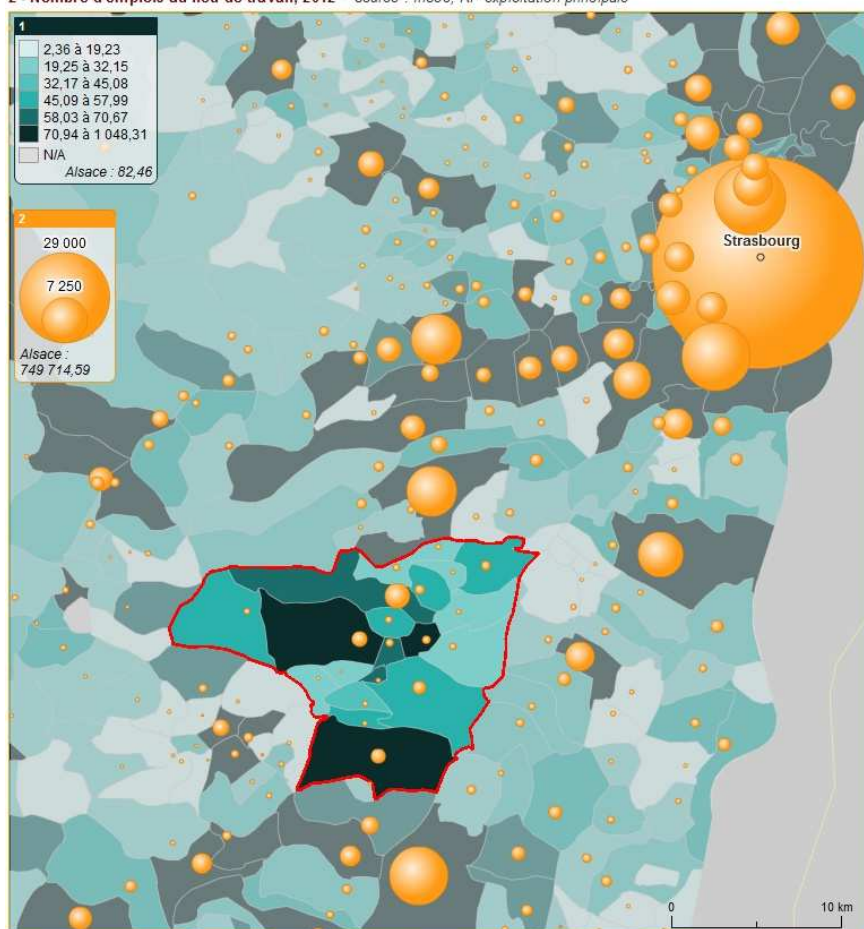 2 - Nombre d'emplois au lieu de travail, 2012 - source : Insee, RP exploitation principale
1
2,36 à 19,23
19,25 à 32,15
32,17 à 45,08
45,09 à 57,99
58,03 à 70,67
70,94 à 1 048,31
N/A
Alsace : 82,46
2
29 000
7 250
Alsace :
749 714,59
Strasbourg
0 10 km